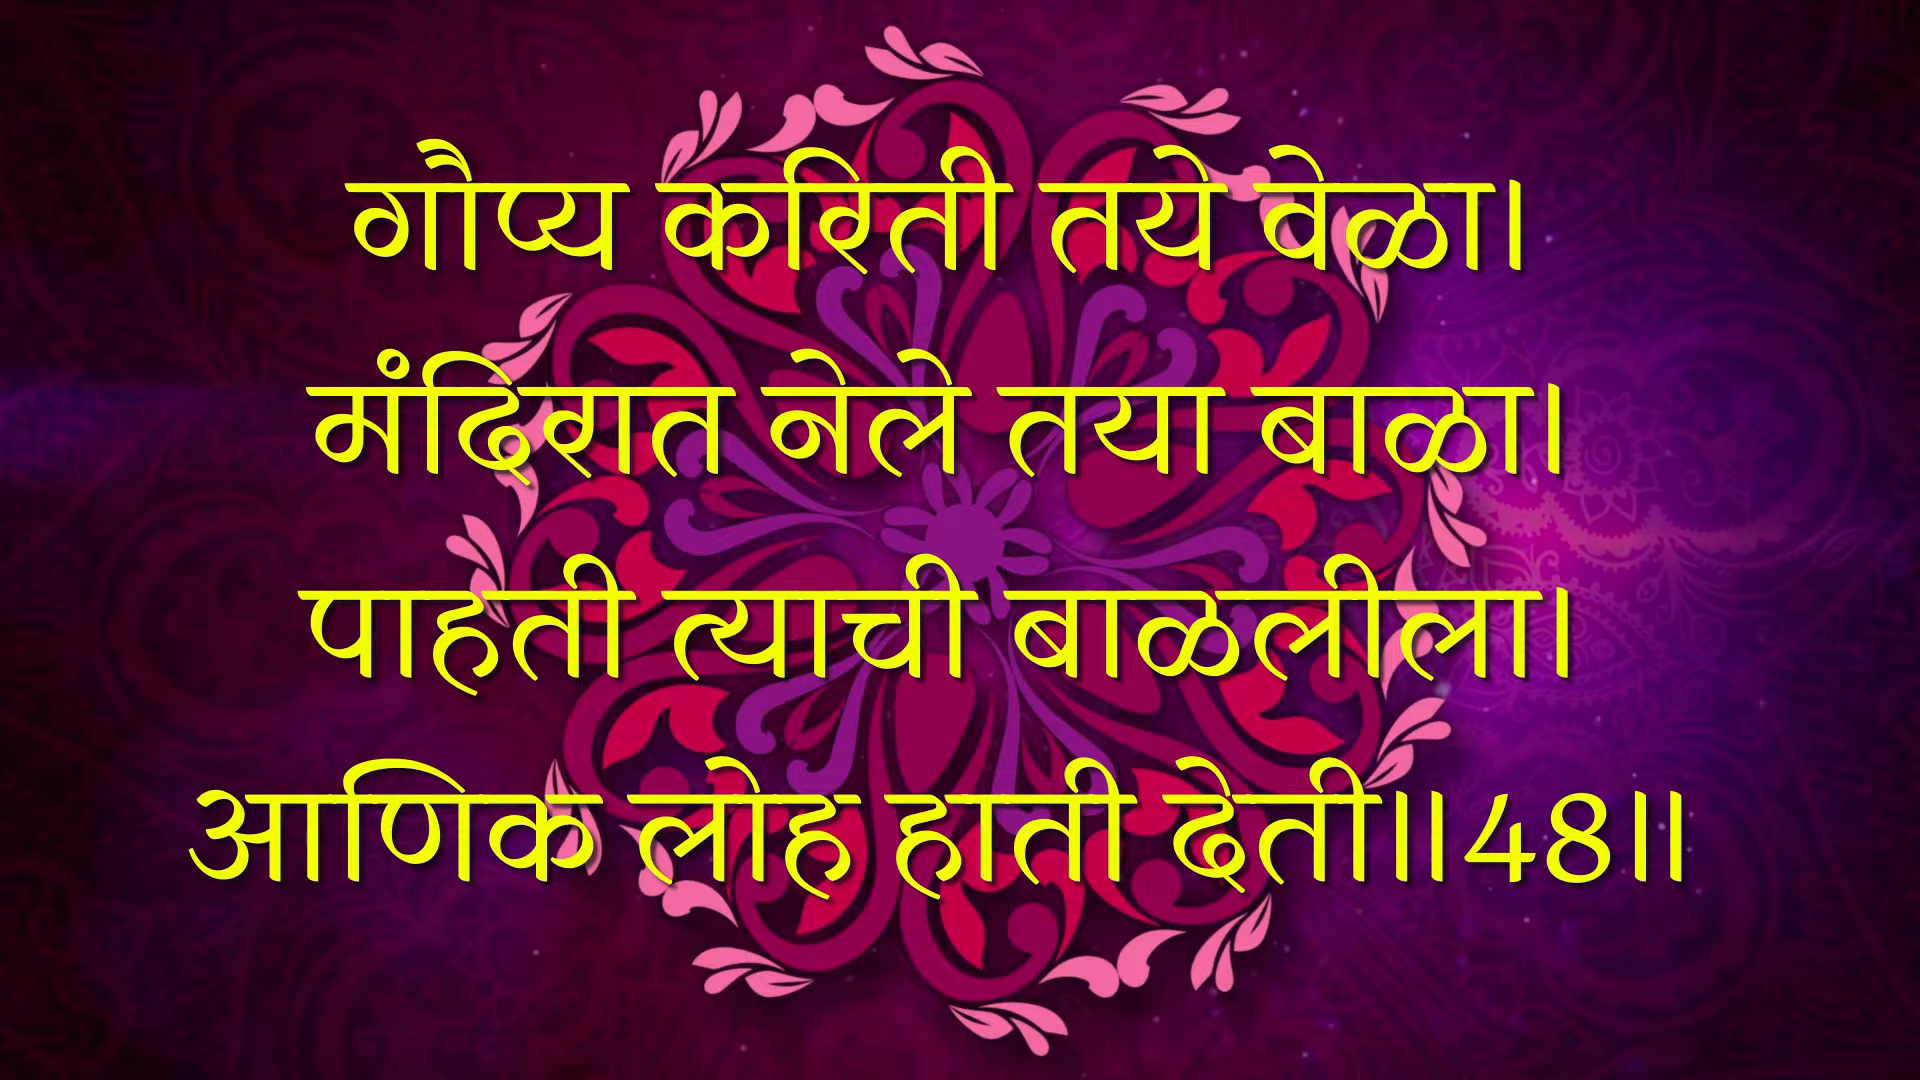 गौप्य करिती तये वेळा।
मंदिरात नेले तया बाळा।
पाहती त्याची बाळलीला।
आणिक लोह हाती देती॥48॥